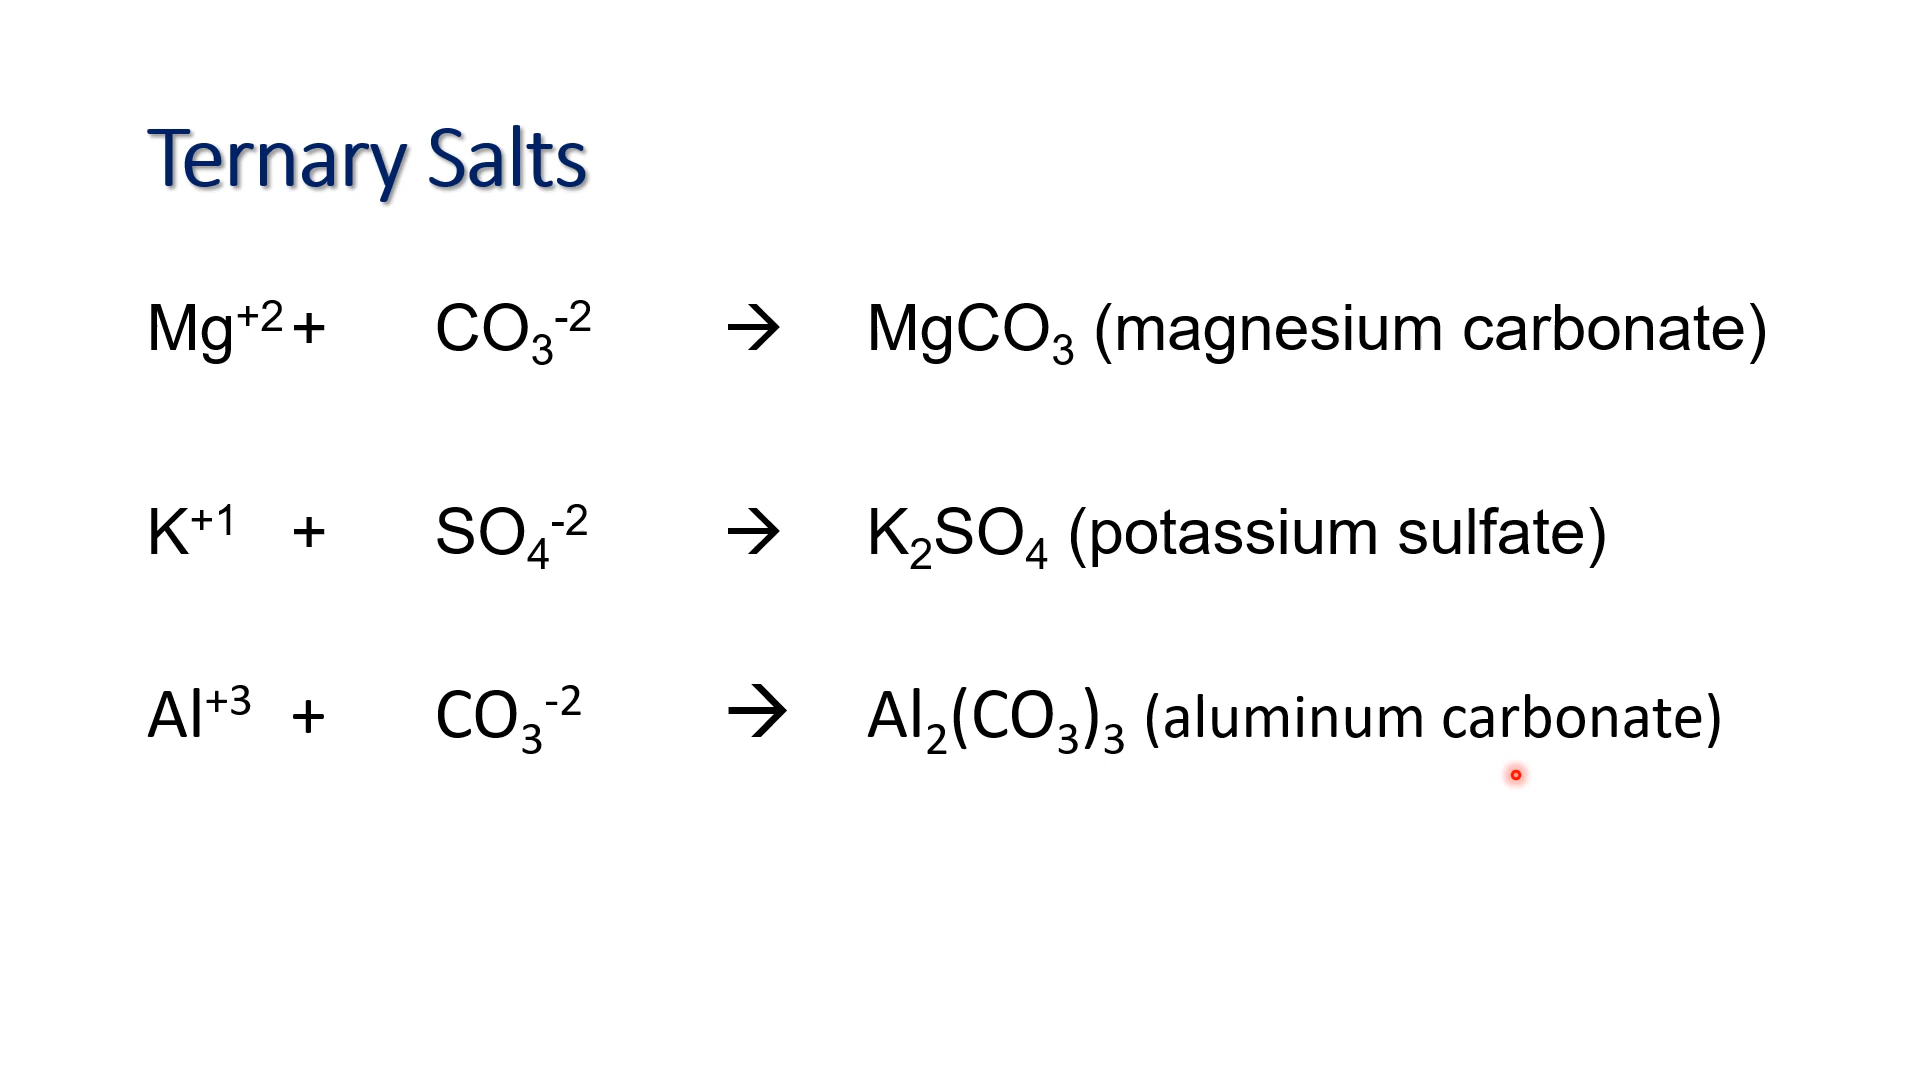 Ternary Salts
Mg⁺² + CO₃⁻² → MgCO₃ (magnesium carbonate)
K⁺¹ + SO₄⁻² → K₂SO₄ (potassium sulfate)
Al⁺³ + CO₃⁻² → Al₂(CO₃)₃ (aluminum carbonate)